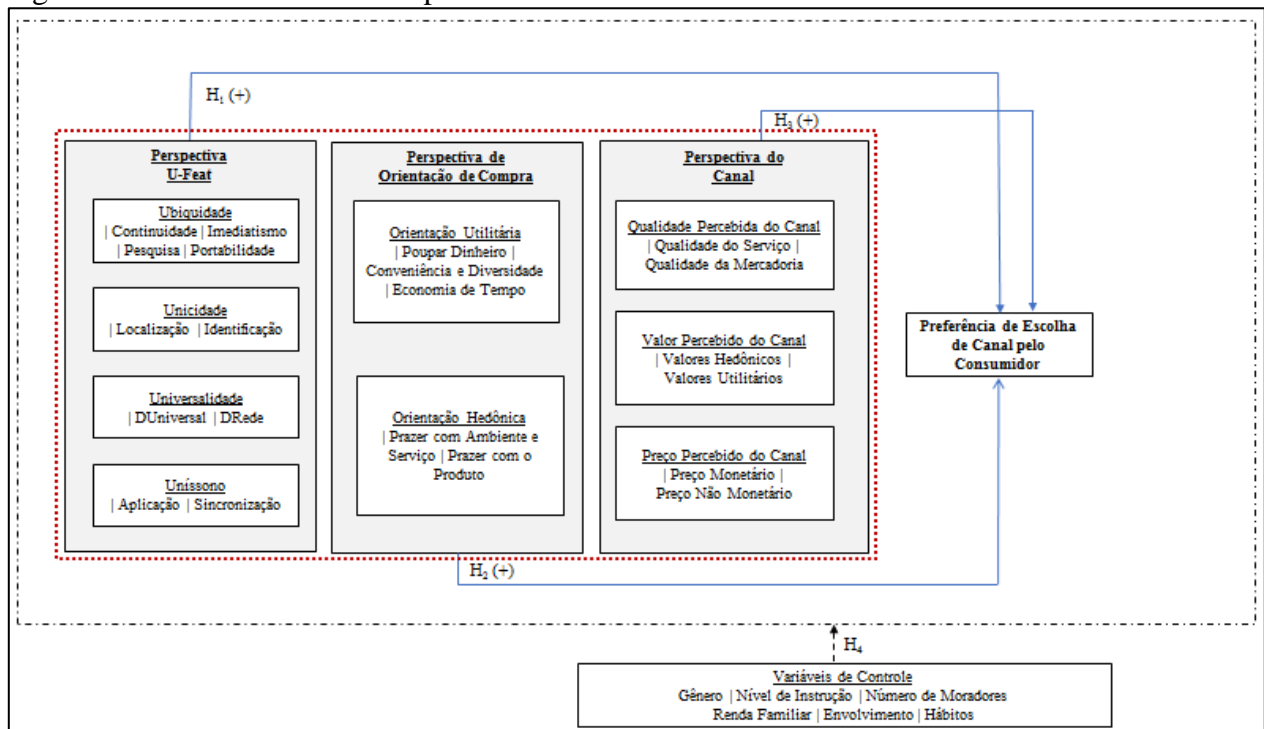 H₁ (+)
H₃ (+)
Perspectiva
U-Feat
Ubiquidade
| Continuidade | Imediatismo
| Pesquisa | Portabilidade
Unicidade
| Localização | Identificação
Universalidade
| DUniversal | DRede
Uníssono
| Aplicação | Sincronização
Perspectiva de
Orientação de Compra
Orientação Utilitária
| Poupar Dinheiro |
Conveniência e Diversidade
| Economia de Tempo
Orientação Hedônica
| Prazer com Ambiente e
Serviço | Prazer com o
Produto
Perspectiva do
Canal
Qualidade Percebida do Canal
| Qualidade do Serviço |
Qualidade da Mercadoria
Valor Percebido do Canal
| Valores Hedônicos |
Valores Utilitários
Preço Percebido do Canal
| Preço Monetário |
Preço Não Monetário
Preferência de Escolha
de Canal pelo
Consumidor
H₂ (+)
H₄
Variáveis de Controle
Gênero | Nível de Instrução | Número de Moradores
Renda Familiar | Envolvimento | Hábitos